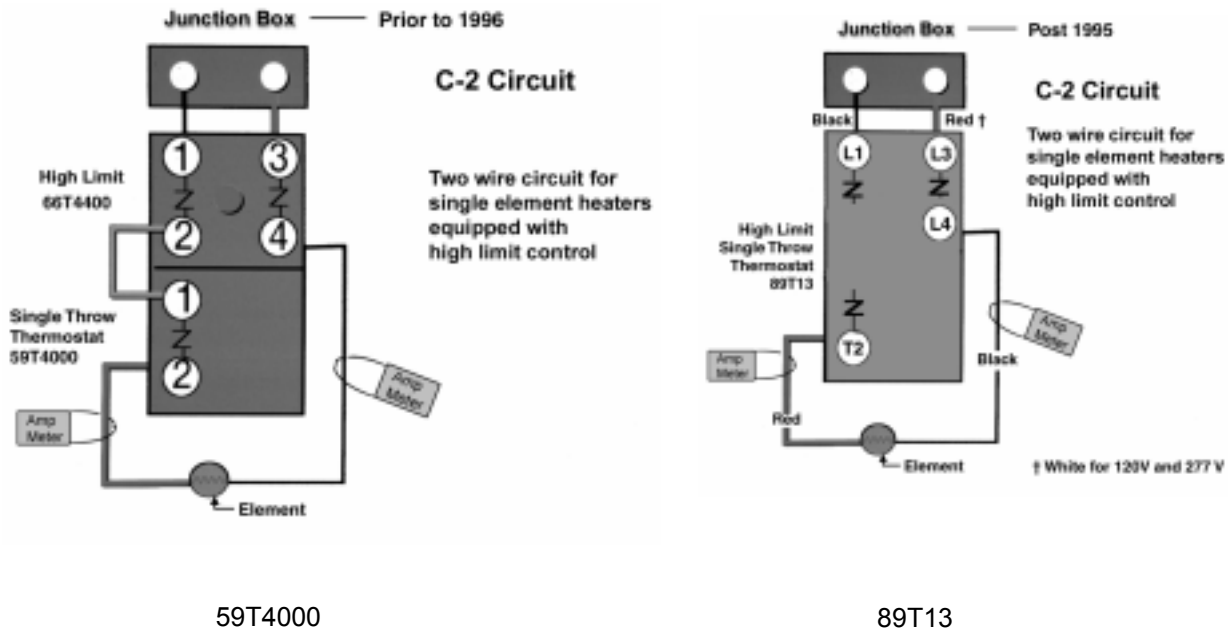 Junction Box
Prior to 1996
C-2 Circuit
1
3
High Limit
66T4400
2
4
Two wire circuit for
single element heaters
equipped with
high limit control
1
Single Throw
Thermostat
59T4000
2
Amp
Meter
Amp
Meter
Element
59T4000
Junction Box
Post 1995
C-2 Circuit
Black
Red †
L1
L3
Two wire circuit for
single element heaters
equipped with
high limit control
L4
High Limit
Single Throw
Thermostat
89T13
T2
Amp
Meter
Amp
Meter
Black
Red
Element
† White for 120V and 277 V
89T13